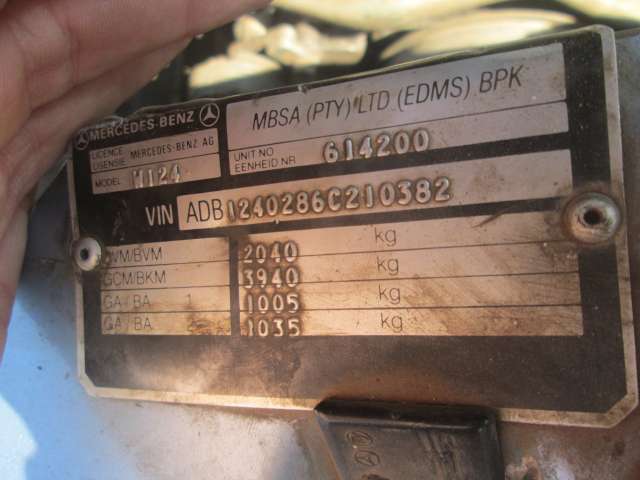 MERCEDES-BENZ
MBSA (PTY) LTD (EDMS) BPK
LICENCE
LISENSIE MERCEDES-BENZ AG
UNIT NO
EENHEID NR 614200
MODEL W124
VIN ADB1240286C210382
GVM/BVM 2040 kg
GCM/BKM 3940 kg
GA / BA 1 1005 kg
GA / BA 1035 kg